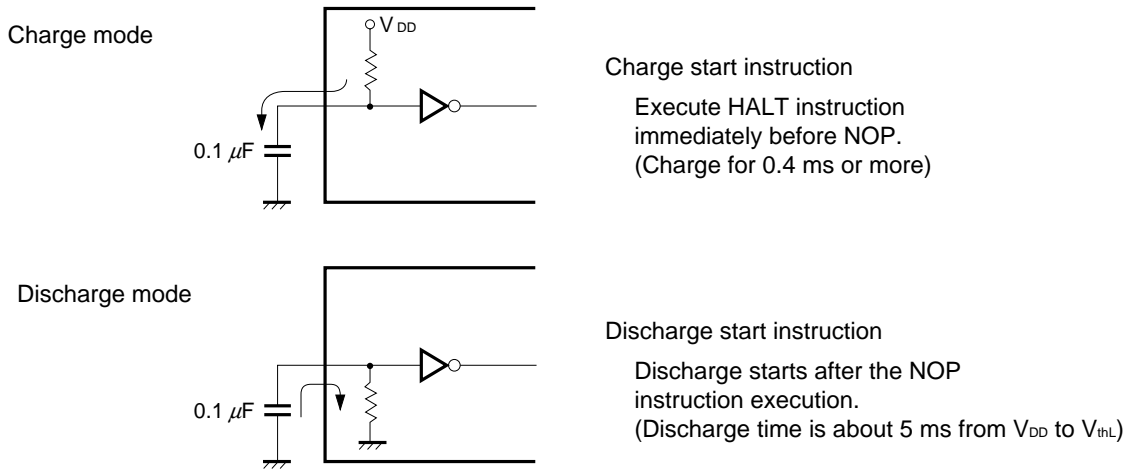 Charge mode
V DD
0.1 μF
Charge start instruction
Execute HALT instruction
immediately before NOP.
(Charge for 0.4 ms or more)
Discharge mode
0.1 μF
Discharge start instruction
Discharge starts after the NOP
instruction execution.
(Discharge time is about 5 ms from VDD to VthL)